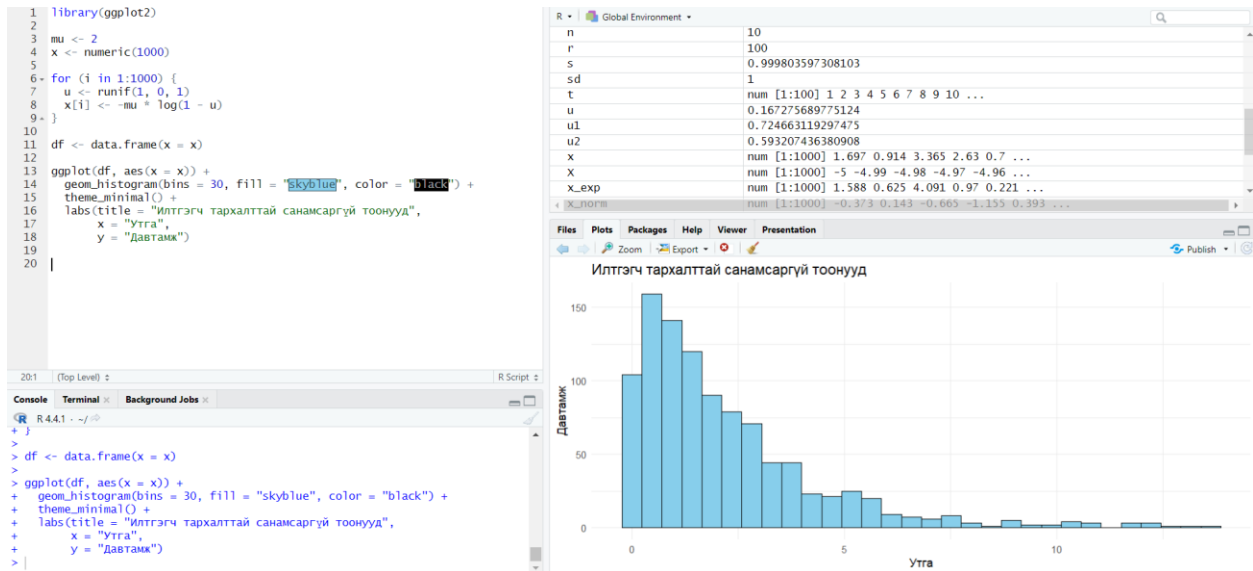 1 library(ggplot2)
2
3 mu <- 2
4 x <- numeric(1000)
5
6 for (i in 1:1000) {
7 u <- runif(1, 0, 1)
8 x[i] <- -mu * log(1 - u)
9 }
10
11 df <- data.frame(x = x)
12
13 ggplot(df, aes(x = x)) +
14 geom_histogram(bins = 30, fill = "skyblue", color = "black") +
15 theme_minimal() +
16 labs(title = "Илтгэгч тархалттай санамсаргүй тоонууд",
17 x = "Утга",
18 y = "Давтамж")
19
20
20:1 (Top Level) R Script
Console Terminal Background Jobs
R 4.4.1 · ~/
+ }
>
> df <- data.frame(x = x)
>
> ggplot(df, aes(x = x)) +
+ geom_histogram(bins = 30, fill = "skyblue", color = "black") +
+ theme_minimal() +
+ labs(title = "Илтгэгч тархалттай санамсаргүй тоонууд",
+ x = "Утга",
+ y = "Давтамж")
>
R Global Environment
n 10
r 100
s 0.999803597308103
sd 1
t num [1:100] 1 2 3 4 5 6 7 8 9 10 ...
u 0.167275689775124
u1 0.724663119297475
u2 0.593207436380908
x num [1:1000] 1.697 0.914 3.365 2.63 0.7 ...
X num [1:1000] -5 -4.99 -4.98 -4.97 -4.96 ...
x_exp num [1:1000] 1.588 0.625 4.091 0.97 0.221 ...
x_norm num [1:1000] -0.373 0.143 -0.665 -1.155 0.393 ...
Files Plots Packages Help Viewer Presentation
Zoom Export Publish
Илтгэгч тархалттай санамсаргүй тоонууд
150
100
50
0
Давтамж
0 5 10
Утга